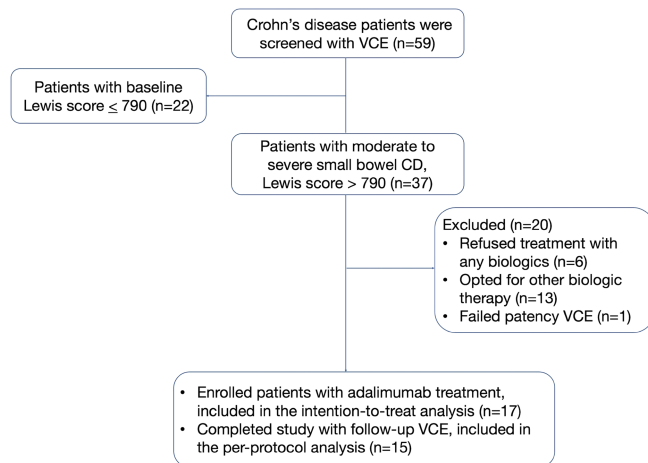 Crohn's disease patients were
screened with VCE (n=59)
Patients with baseline
Lewis score ≤ 790 (n=22)
Patients with moderate to
severe small bowel CD,
Lewis score > 790 (n=37)
Excluded (n=20)
• Refused treatment with
any biologics (n=6)
• Opted for other biologic
therapy (n=13)
• Failed patency VCE (n=1)
• Enrolled patients with adalimumab treatment,
included in the intention-to-treat analysis (n=17)
• Completed study with follow-up VCE, included in
the per-protocol analysis (n=15)